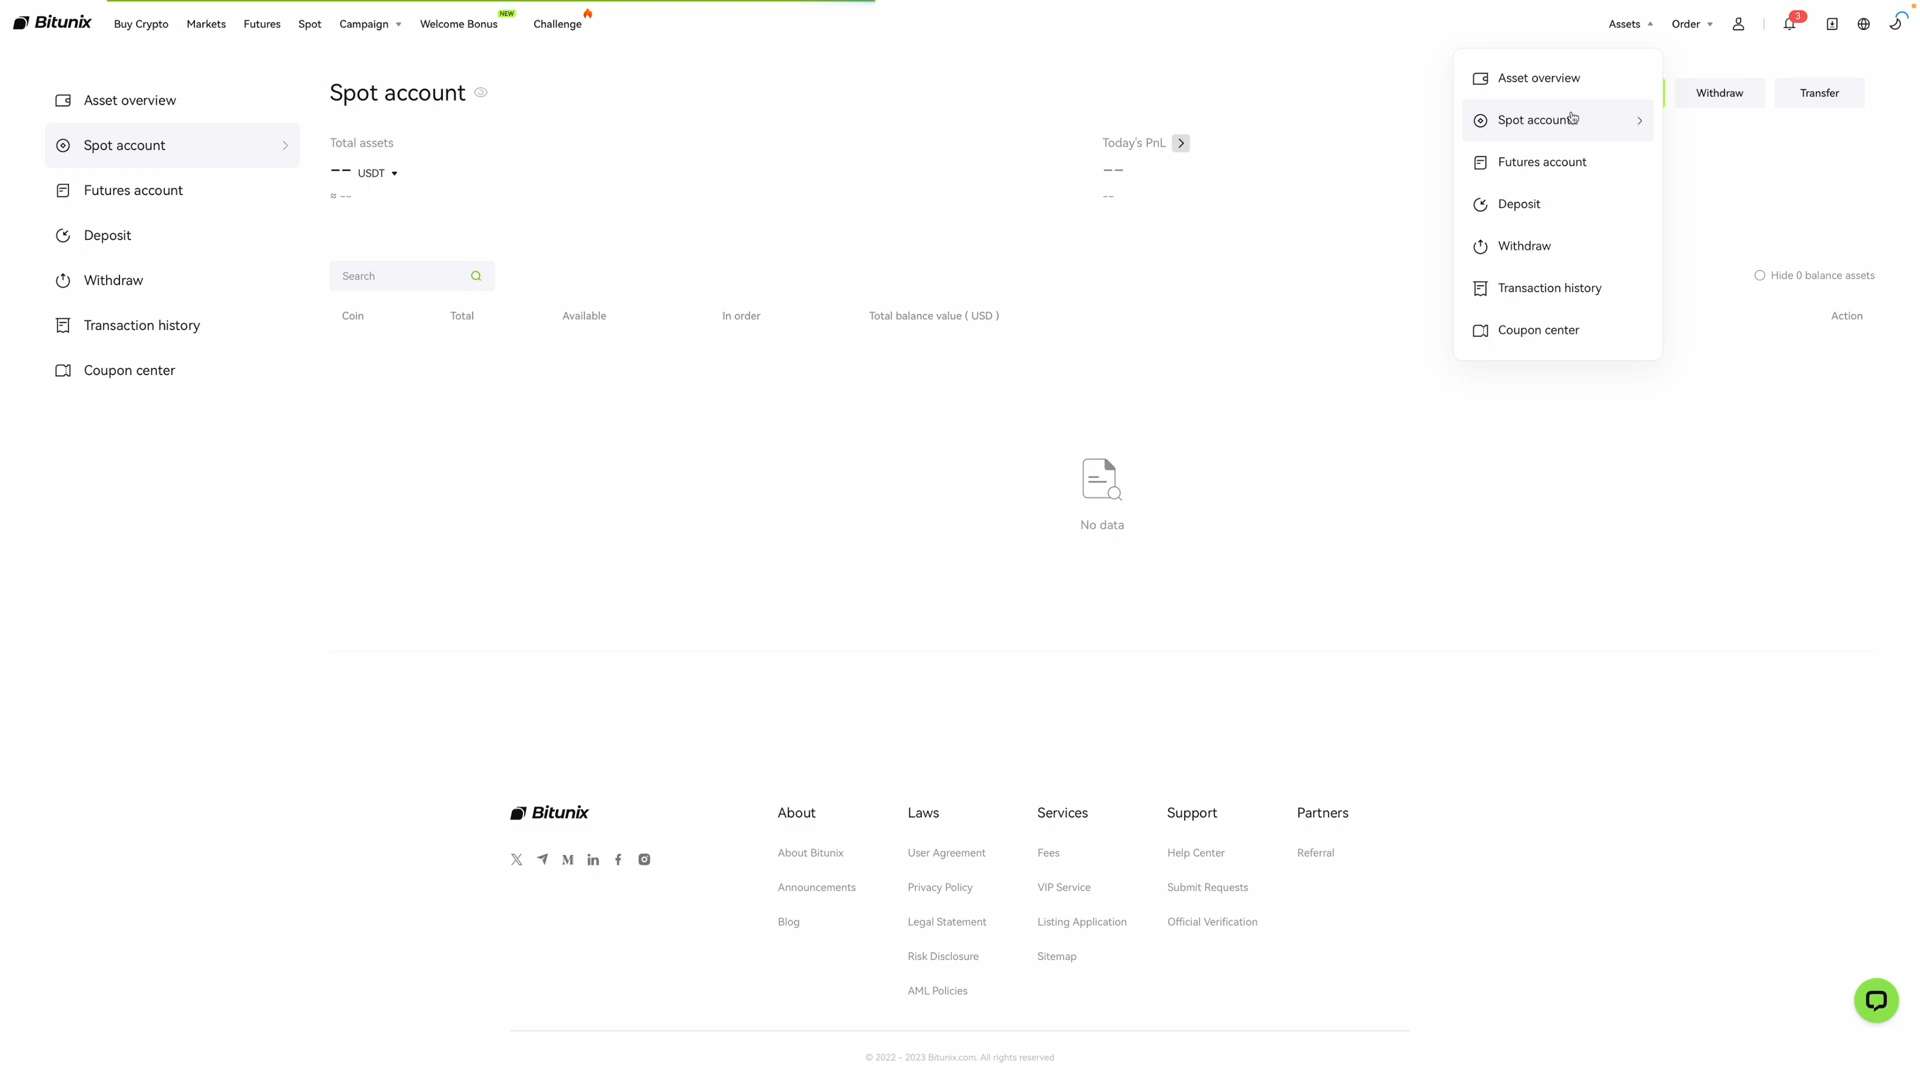 Bitunix
Buy Crypto
Markets
Futures
Spot
Campaign
Welcome Bonus
NEW
Challenge
Assets
Order
3
Asset overview
Spot account
Futures account
Deposit
Withdraw
Transaction history
Coupon center
Spot account
Total assets
-- USDT
≈ --
Today's PnL
--
--
Asset overview
Spot account
Futures account
Deposit
Withdraw
Transaction history
Coupon center
Withdraw
Transfer
Search
Hide 0 balance assets
Coin Total Available In order Total balance value ( USD ) Action
No data
Bitunix
About
About Bitunix
Announcements
Blog
Laws
User Agreement
Privacy Policy
Legal Statement
Risk Disclosure
AML Policies
Services
Fees
VIP Service
Listing Application
Sitemap
Support
Help Center
Submit Requests
Official Verification
Partners
Referral
© 2022 - 2023 Bitunix.com. All rights reserved